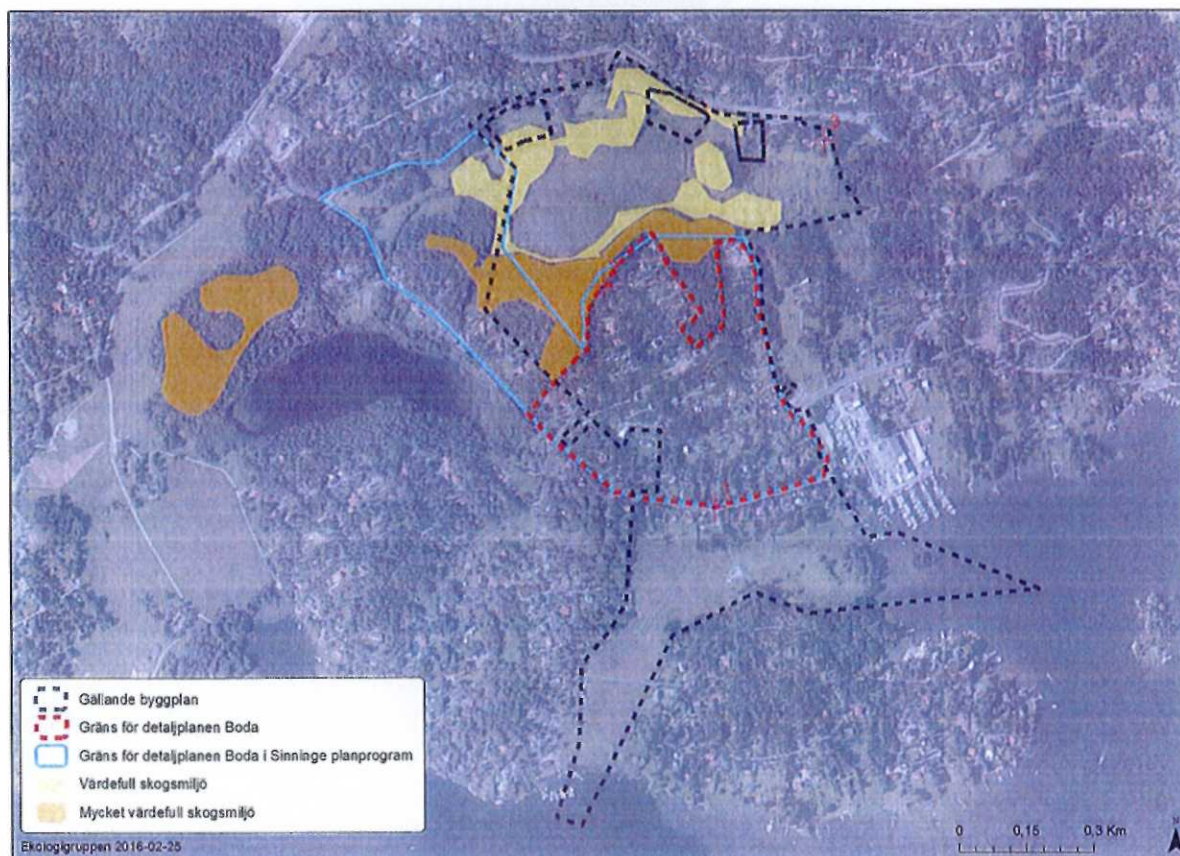 Gällande byggplan
Gräns för detaljplanen Boda
Gräns för detaljplanen Boda i Sinninge planprogram
Värdefull skogsmiljö
Mycket värdefull skogsmiljö
Ekologigruppen 2016-02-25
0 0,15 0,3 Km